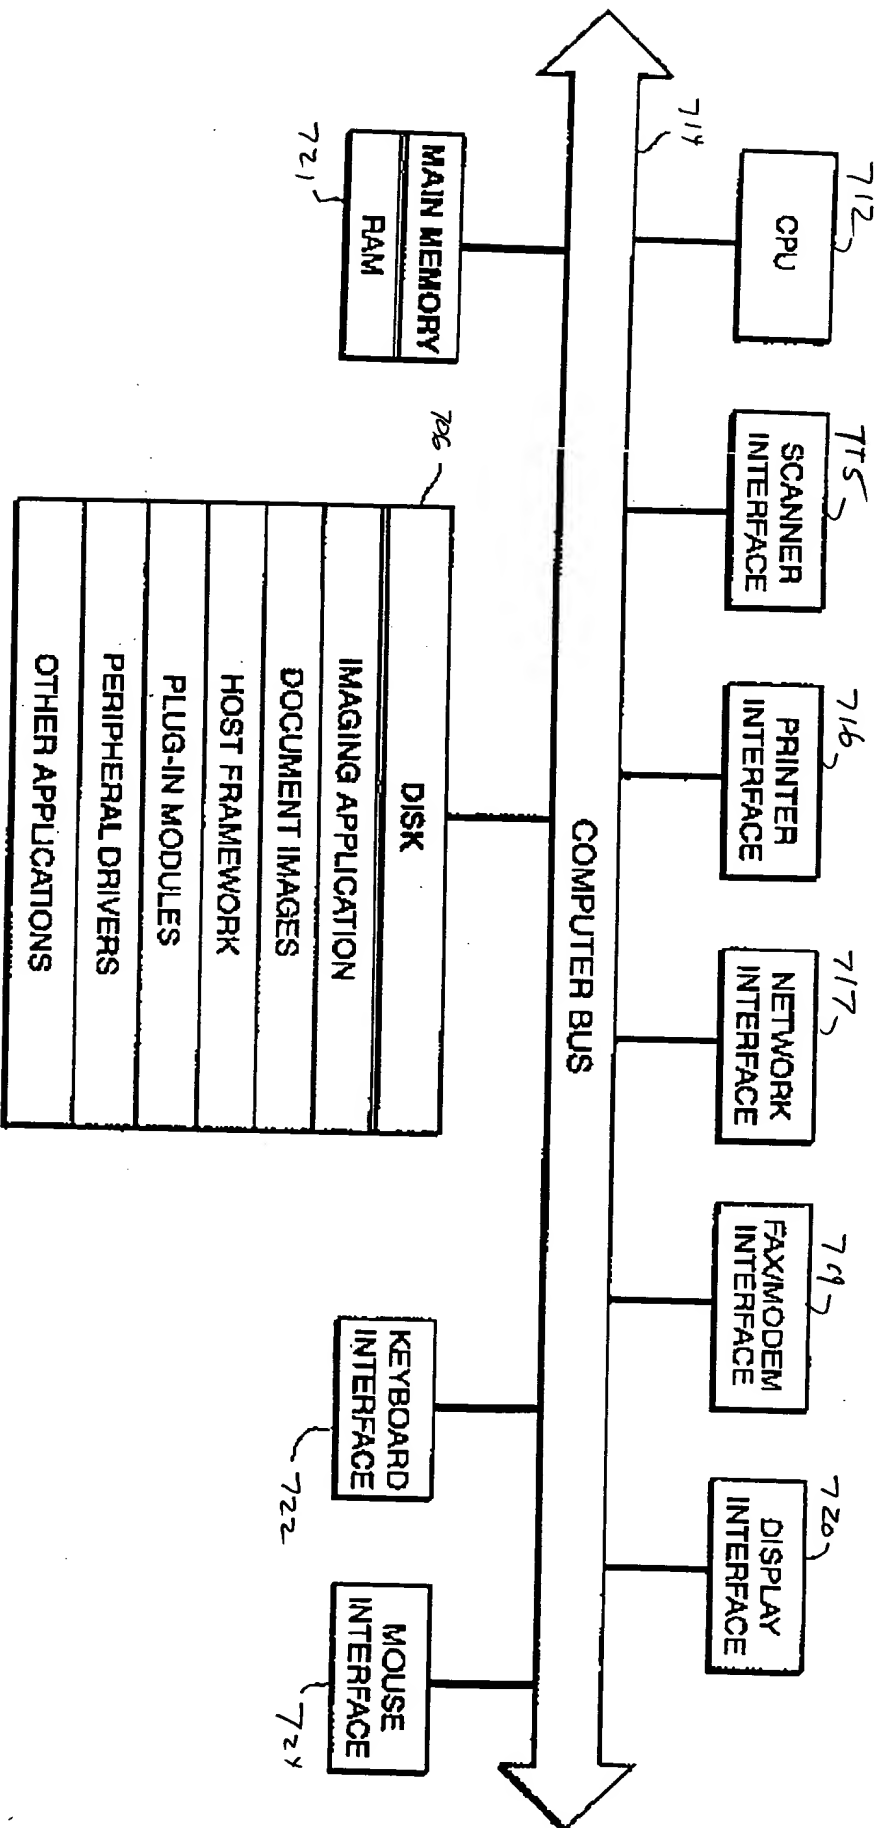 712
CPU
715
SCANNER
INTERFACE
716
PRINTER
INTERFACE
717
NETWORK
INTERFACE
719
FAX/MODEM
INTERFACE
720
DISPLAY
INTERFACE
714
COMPUTER BUS
MAIN MEMORY
RAM
721
706
DISK
IMAGING APPLICATION
DOCUMENT IMAGES
HOST FRAMEWORK
PLUG-IN MODULES
PERIPHERAL DRIVERS
OTHER APPLICATIONS
KEYBOARD
INTERFACE
722
MOUSE
INTERFACE
724